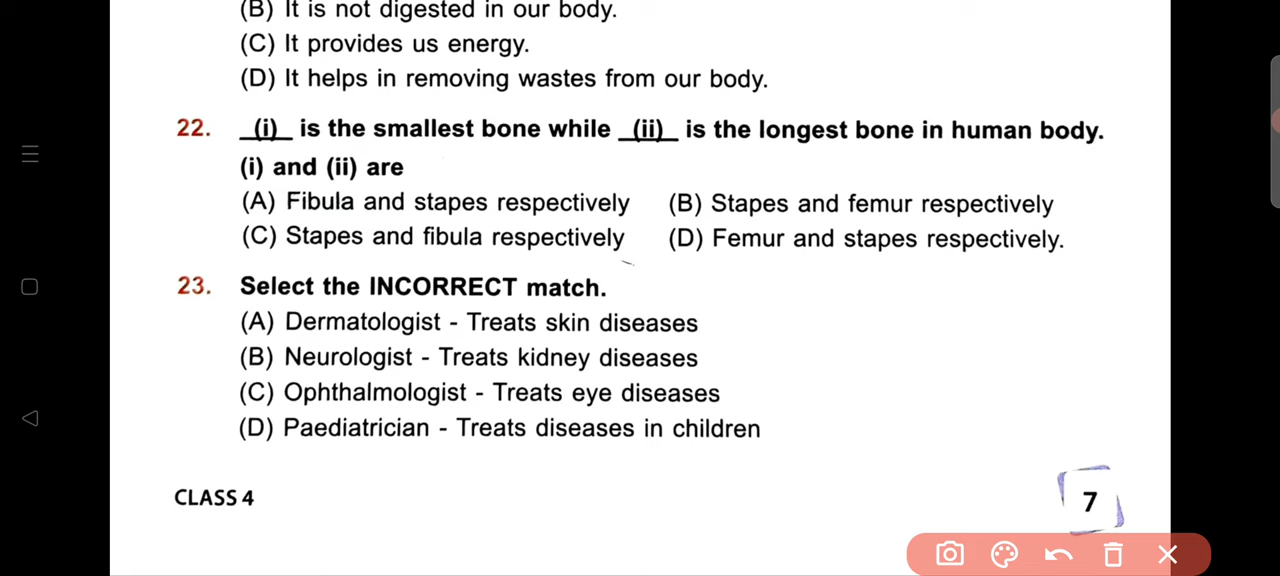 (B) It is not digested in our body.
(C) It provides us energy.
(D) It helps in removing wastes from our body.
22. (i) is the smallest bone while (ii) is the longest bone in human body.
(i) and (ii) are
(A) Fibula and stapes respectively (B) Stapes and femur respectively
(C) Stapes and fibula respectively (D) Femur and stapes respectively.
23. Select the INCORRECT match.
(A) Dermatologist - Treats skin diseases
(B) Neurologist - Treats kidney diseases
(C) Ophthalmologist - Treats eye diseases
(D) Paediatrician - Treats diseases in children
CLASS 4
7